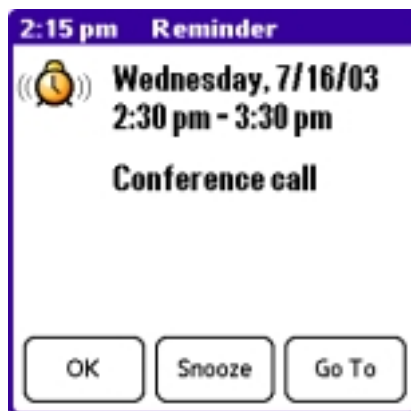 2:15 pm Reminder
Wednesday, 7/16/03
2:30 pm - 3:30 pm
Conference call
OK Snooze Go To